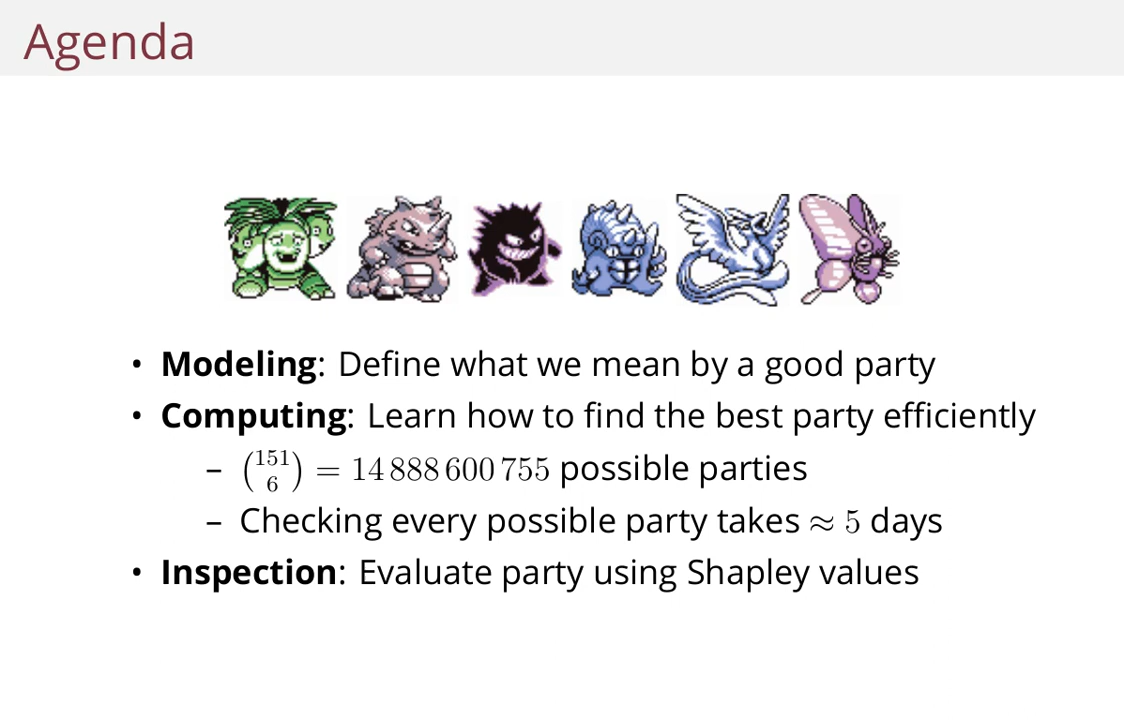 Agenda
• Modeling: Define what we mean by a good party
• Computing: Learn how to find the best party efficiently
– (151 6) = 14 888 600 755 possible parties
– Checking every possible party takes ≈ 5 days
• Inspection: Evaluate party using Shapley values